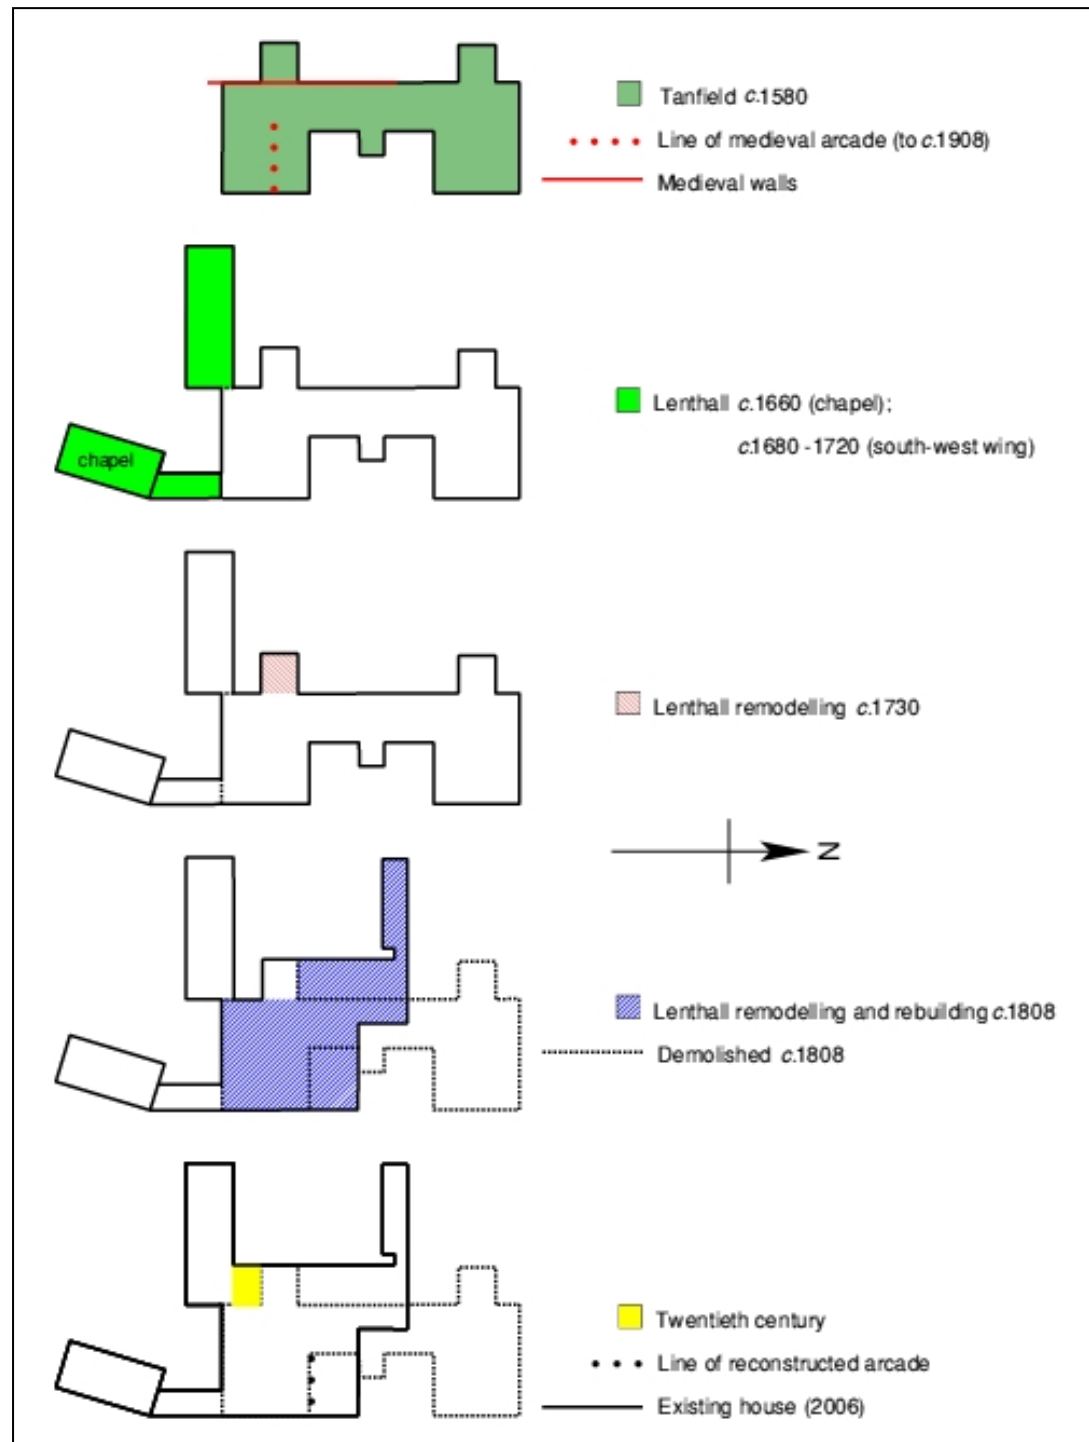 Tanfield c.1580
Line of medieval arcade (to c.1908)
Medieval walls
chapel
Lenthall c.1660 (chapel);
c.1680 -1720 (south-west wing)
Lenthall remodelling c.1730
N
Lenthall remodelling and rebuilding c.1808
Demolished c.1808
Twentieth century
Line of reconstructed arcade
Existing house (2006)